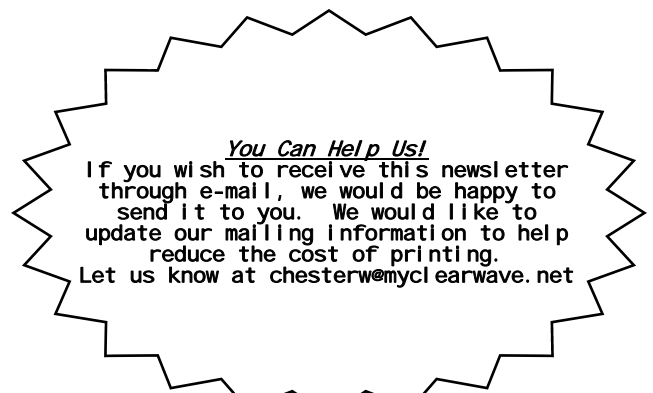 You Can Help Us!
If you wish to receive this newsletter
through e-mail, we would be happy to
send it to you.  We would like to
update our mailing information to help
reduce the cost of printing.
Let us know at chesterw@myclearwave.net